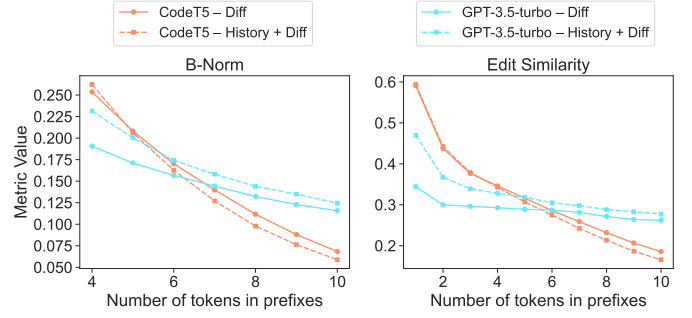 CodeT5 – Diff
CodeT5 – History + Diff
GPT-3.5-turbo – Diff
GPT-3.5-turbo – History + Diff
B-Norm
Metric Value
0.250
0.225
0.200
0.175
0.150
0.125
0.100
0.075
0.050
4 6 8 10
Number of tokens in prefixes
Edit Similarity
0.6
0.5
0.4
0.3
0.2
2 4 6 8 10
Number of tokens in prefixes